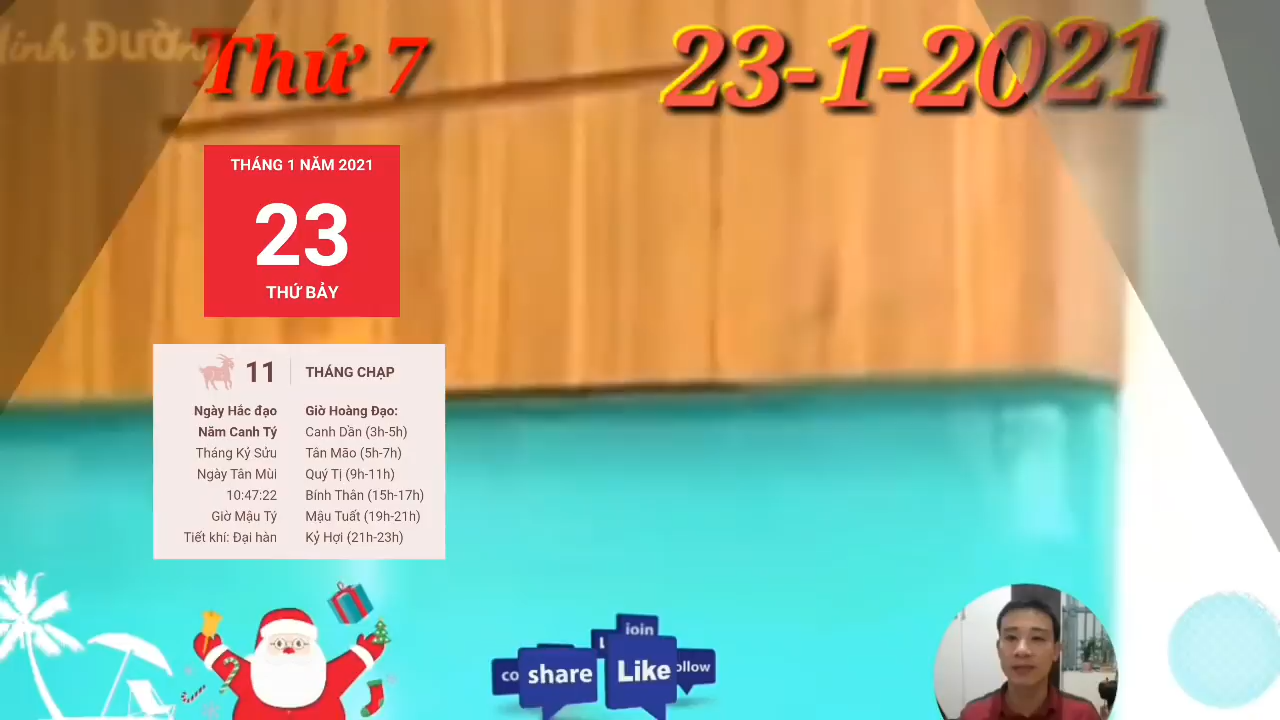 Minh Đường
Thứ 7
23-1-2021
THÁNG 1 NĂM 2021
23
THỨ BẢY
11
THÁNG CHẠP
Ngày Hắc đạo
Năm Canh Tý
Tháng Kỷ Sửu
Ngày Tân Mùi
10:47:22
Giờ Mậu Tý
Tiết khí: Đại hàn
Giờ Hoàng Đạo:
Canh Dần (3h-5h)
Tân Mão (5h-7h)
Quý Tị (9h-11h)
Bính Thân (15h-17h)
Mậu Tuất (19h-21h)
Kỷ Hợi (21h-23h)
join
share
Like
ollow
co